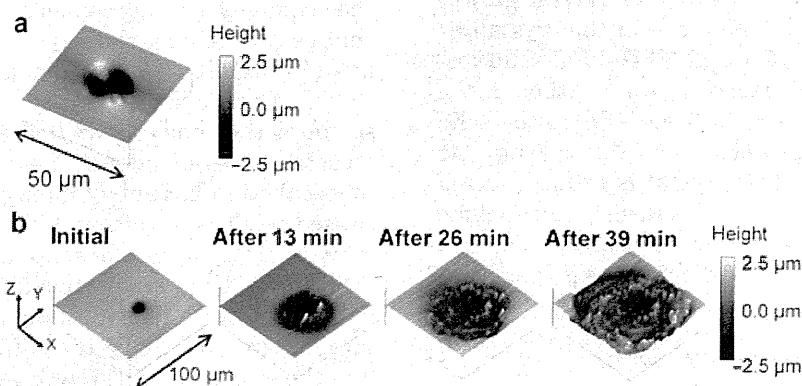 a
Height
2.5 µm
0.0 µm
−2.5 µm
50 µm
b
Initial
After 13 min
After 26 min
After 39 min
Height
2.5 µm
0.0 µm
−2.5 µm
Z
Y
X
100 µm